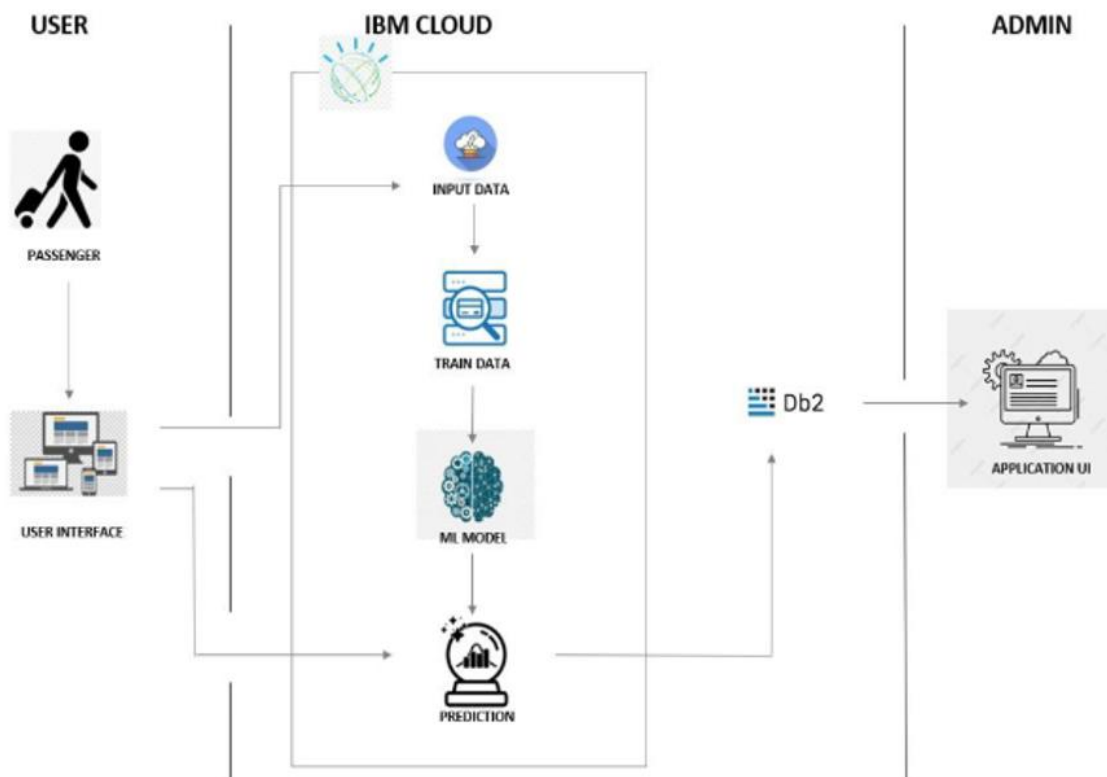 USER
IBM CLOUD
ADMIN
INPUT DATA
PASSENGER
TRAIN DATA
Db2
APPLICATION UI
USER INTERFACE
ML MODEL
PREDICTION